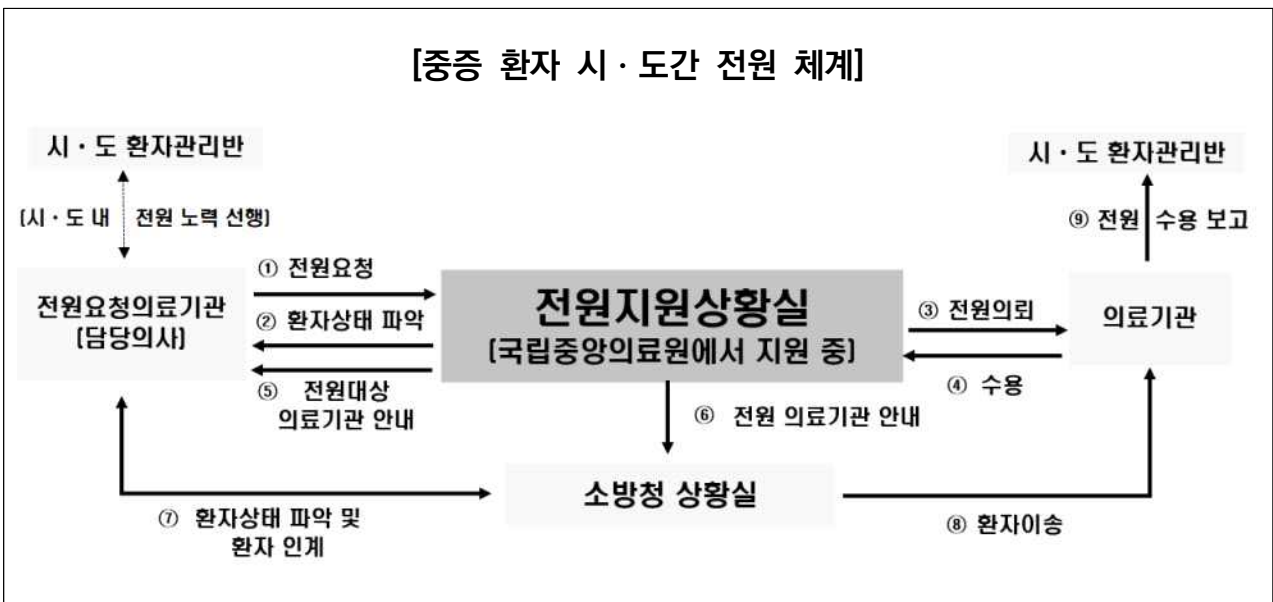 [중증 환자 시·도간 전원 체계]
시·도 환자관리반
시·도 환자관리반
[시·도 내 전원 노력 선행]
⑨ 전원 수용 보고
① 전원요청
전원요청의료기관
[담당의사]
② 환자상태 파악
전원지원상황실
[국립중앙의료원에서 지원 중]
③ 전원의뢰
의료기관
④ 수용
⑤ 전원대상
의료기관 안내
⑥ 전원 의료기관 안내
소방청 상황실
⑦ 환자상태 파악 및
환자 인계
⑧ 환자이송